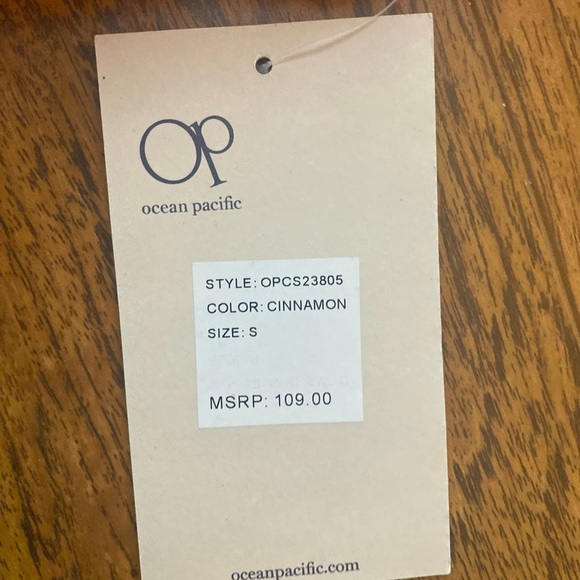 Op
ocean pacific
STYLE: OPCS23805
COLOR: CINNAMON
SIZE: S
MSRP: 109.00
oceanpacific.com